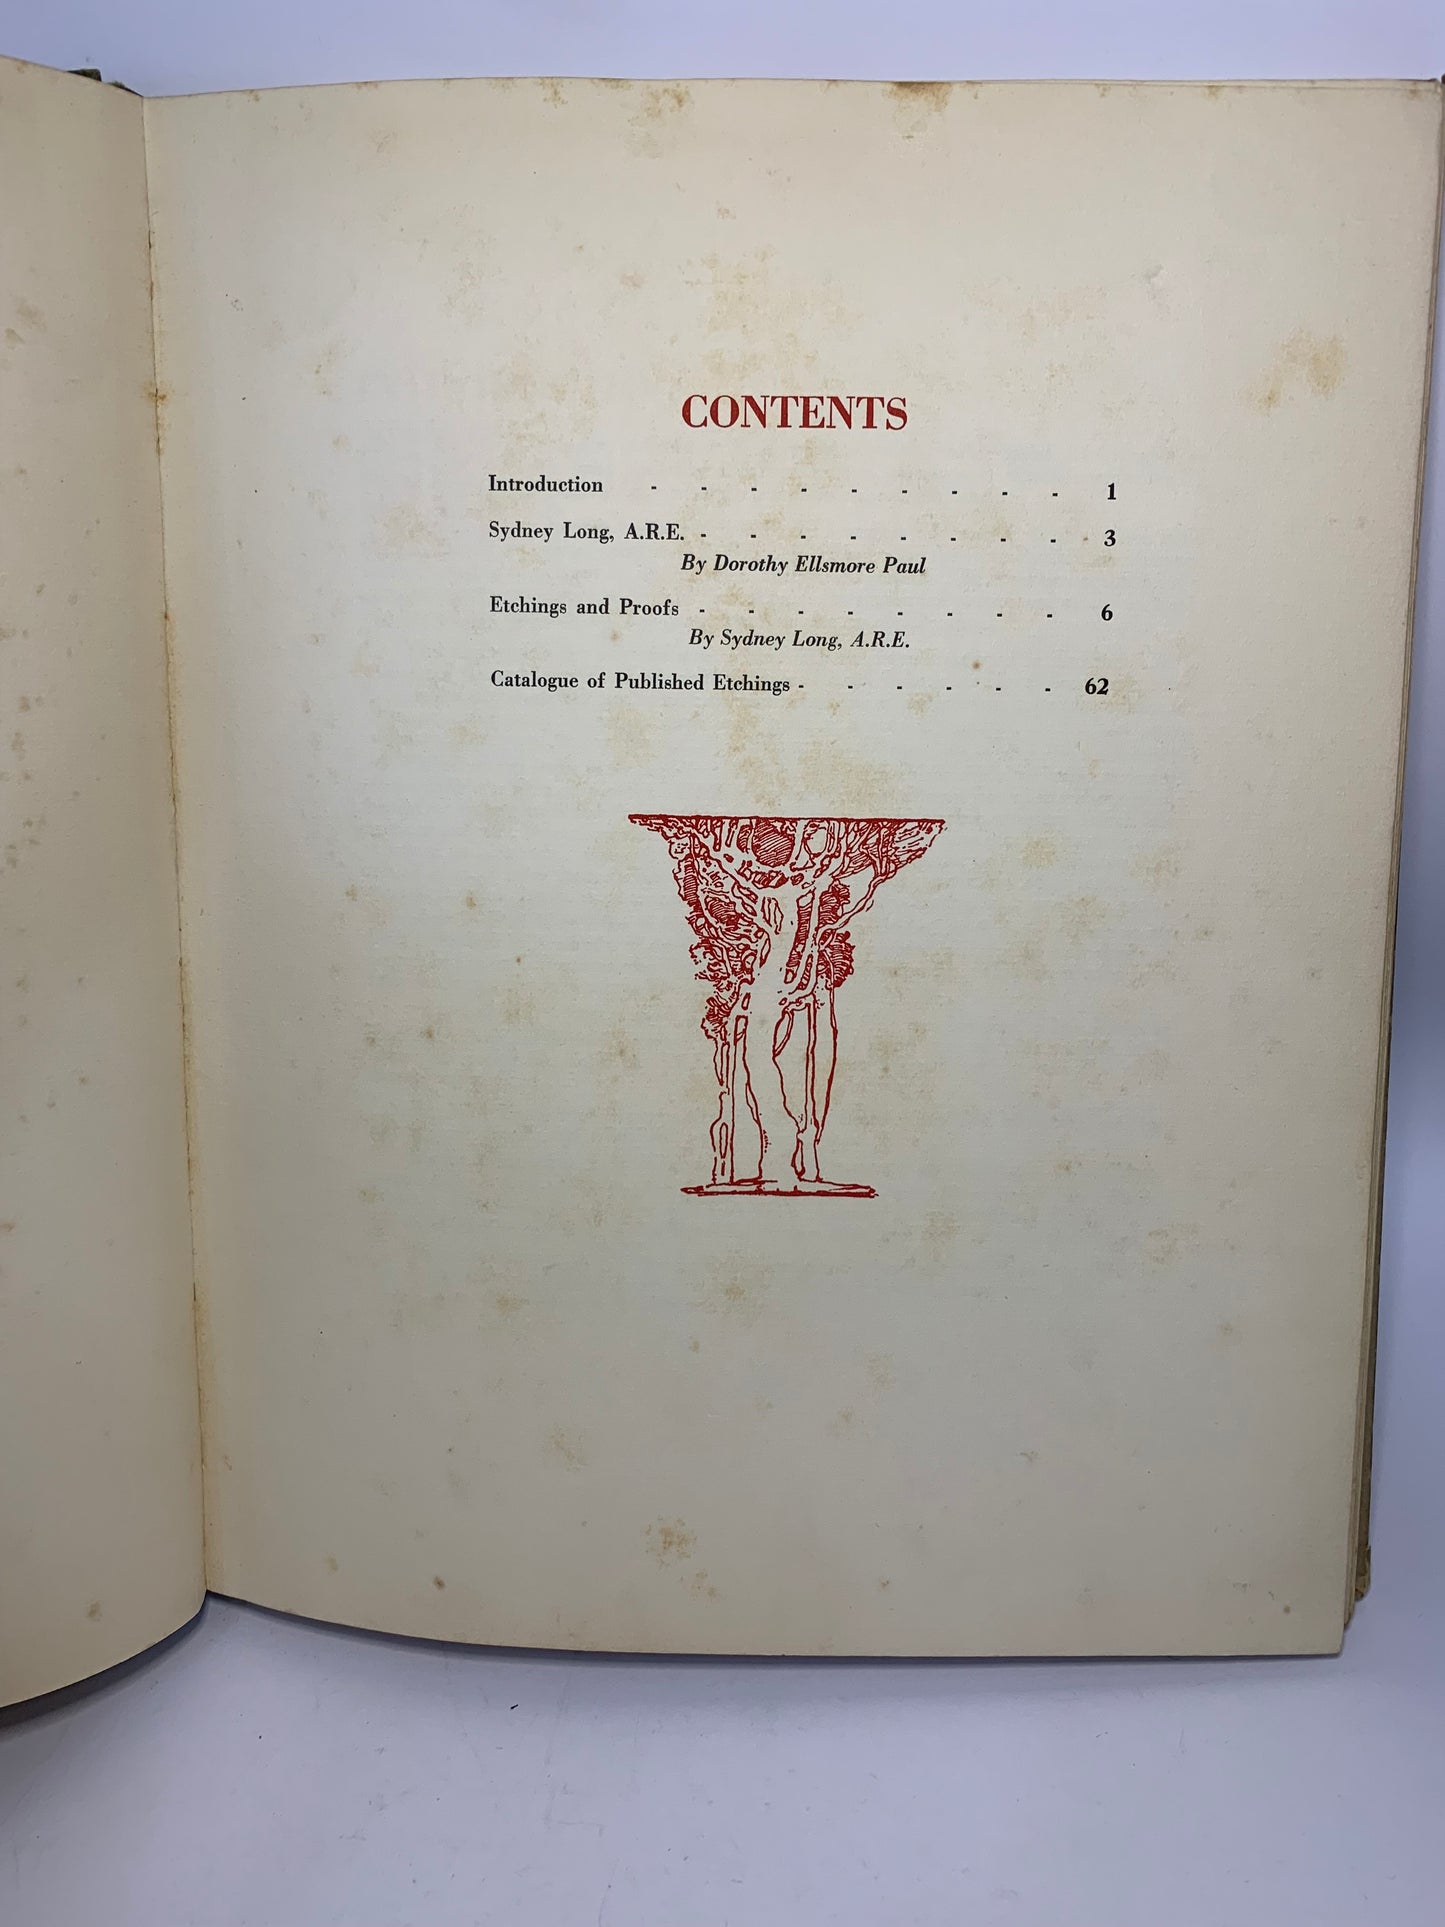 CONTENTS
Introduction - - - - - - - - - 1
Sydney Long, A.R.E. - - - - - - - - 3
By Dorothy Ellsmore Paul
Etchings and Proofs - - - - - - - - 6
By Sydney Long, A.R.E.
Catalogue of Published Etchings - - - - - - 62